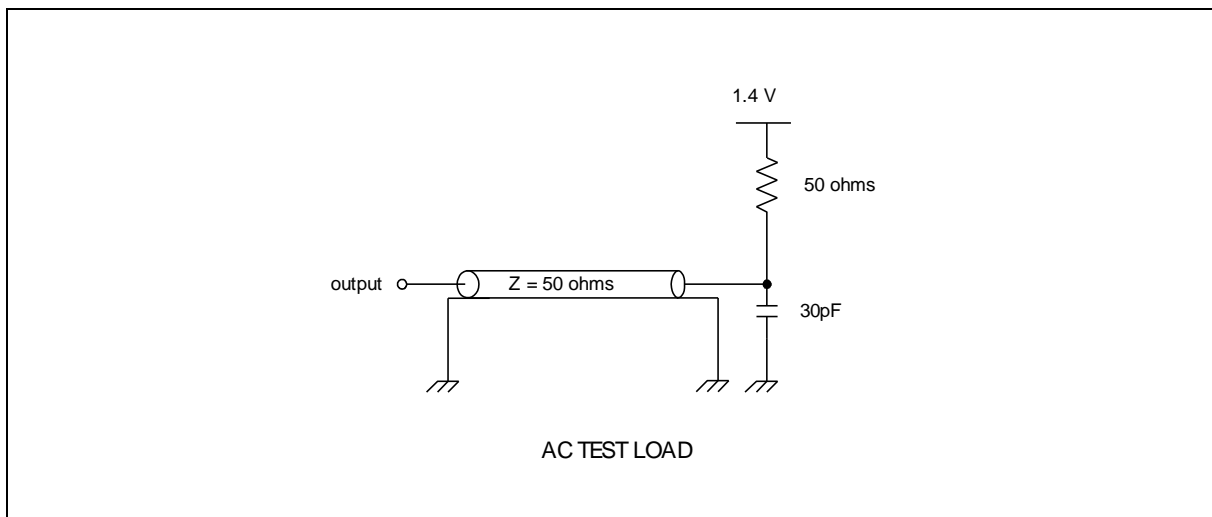 1.4 V
50 ohms
output
Z = 50 ohms
30pF
AC TEST LOAD